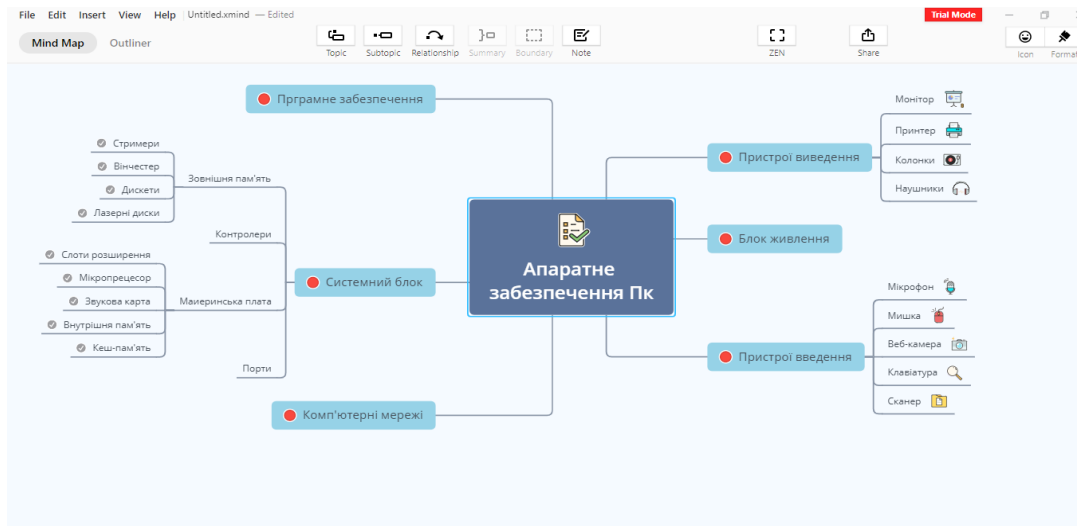 File Edit Insert View Help Untitled.xmind — Edited
Trial Mode
Mind Map Outliner
Topic Subtopic Relationship Summary Boundary Note ZEN Share Icon Format
Прграмне забезпечення
Стримери
Вінчестер
Дискети
Лазерні диски
Зовнішня пам'ять
Контролери
Слоти розширення
Мікропрецесор
Звукова карта
Внутрішня пам'ять
Кеш-пам'ять
Маиеринська плата
Порти
Системний блок
Комп'ютерні мережі
Апаратне
забезпечення Пк
Пристрої виведення
Монітор
Принтер
Колонки
Наушники
Блок живлення
Пристрої введення
Мікрофон
Мишка
Веб-камера
Клавіатура
Сканер